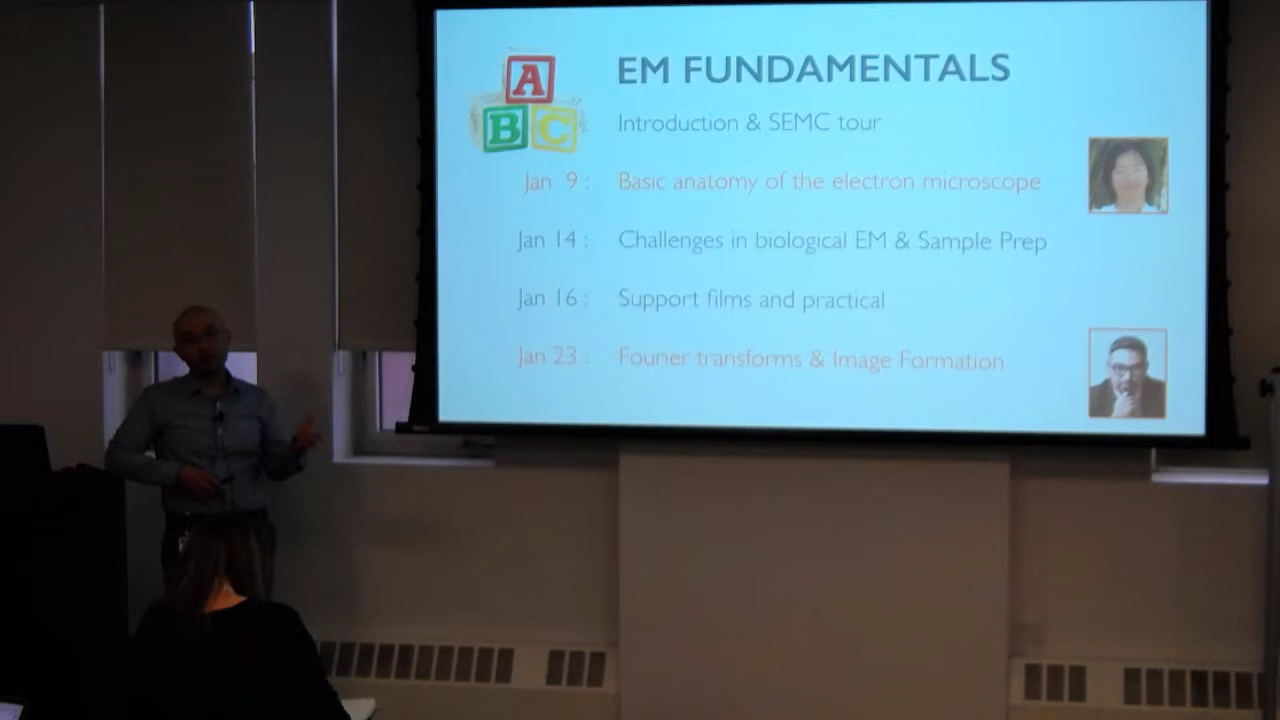 A
B C
EM FUNDAMENTALS
Introduction & SEMC tour
Jan 9 : Basic anatomy of the electron microscope
Jan 14 : Challenges in biological EM & Sample Prep
Jan 16 : Support films and practical
Jan 23 : Fourier transforms & Image Formation